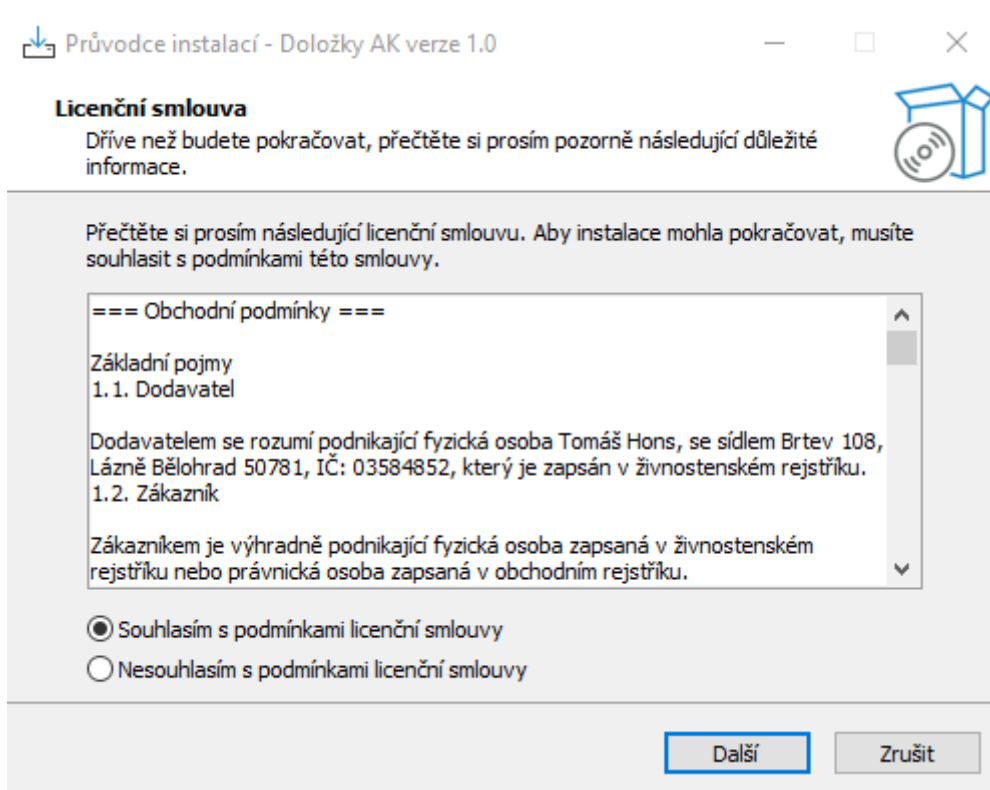 Průvodce instalací - Doložky AK verze 1.0
Licenční smlouva
Dříve než budete pokračovat, přečtěte si prosím pozorně následující důležité
informace.
Přečtěte si prosím následující licenční smlouvu. Aby instalace mohla pokračovat, musíte
souhlasit s podmínkami této smlouvy.
=== Obchodní podmínky ===
Základní pojmy
1.1. Dodavatel
Dodavatelem se rozumí podnikající fyzická osoba Tomáš Hons, se sídlem Brtev 108,
Lázně Bělohrad 50781, IČ: 03584852, který je zapsán v živnostenském rejstříku.
1.2. Zákazník
Zákazníkem je výhradně podnikající fyzická osoba zapsaná v živnostenském
rejstříku nebo právnická osoba zapsaná v obchodním rejstříku.
Souhlasím s podmínkami licenční smlouvy
Nesouhlasím s podmínkami licenční smlouvy
Další
Zrušit